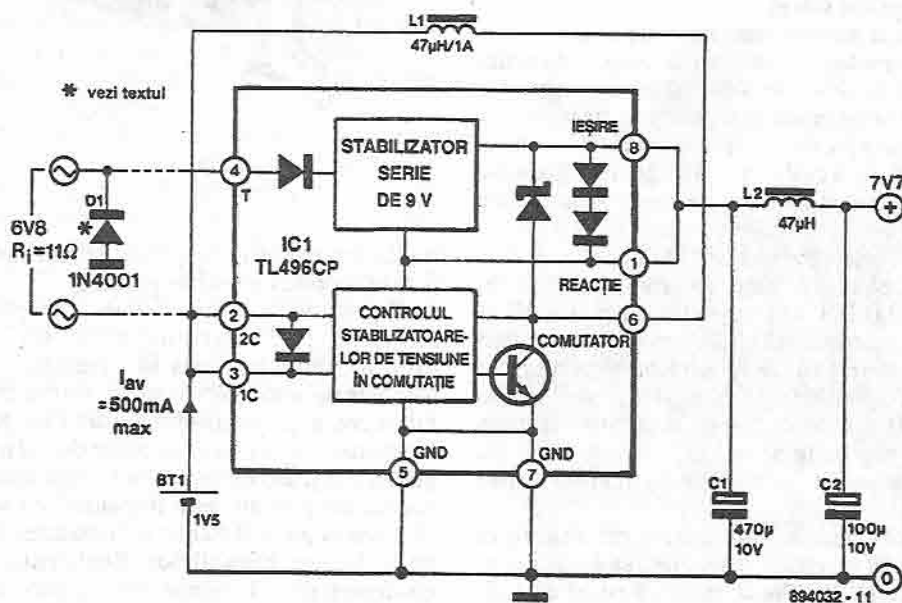 L1
47µH/1A
* vezi textul
IEȘIRE
8
STABILIZATOR
SERIE
DE 9 V
4
T
D1
*
1N4001
6V8
Ri=11Ω
IC1
TL496CP
L2
47µH
7V7
+
1
REACȚIE
2
2C
CONTROLUL
STABILIZATOARE-
LOR DE TENSIUNE
ÎN COMUTAȚIE
6
COMUTATOR
3
1C
Iav
=500mA
max
GND
5
GND
7
BT1
1V5
C1
470µ
10V
C2
100µ
10V
0
894032 - 11